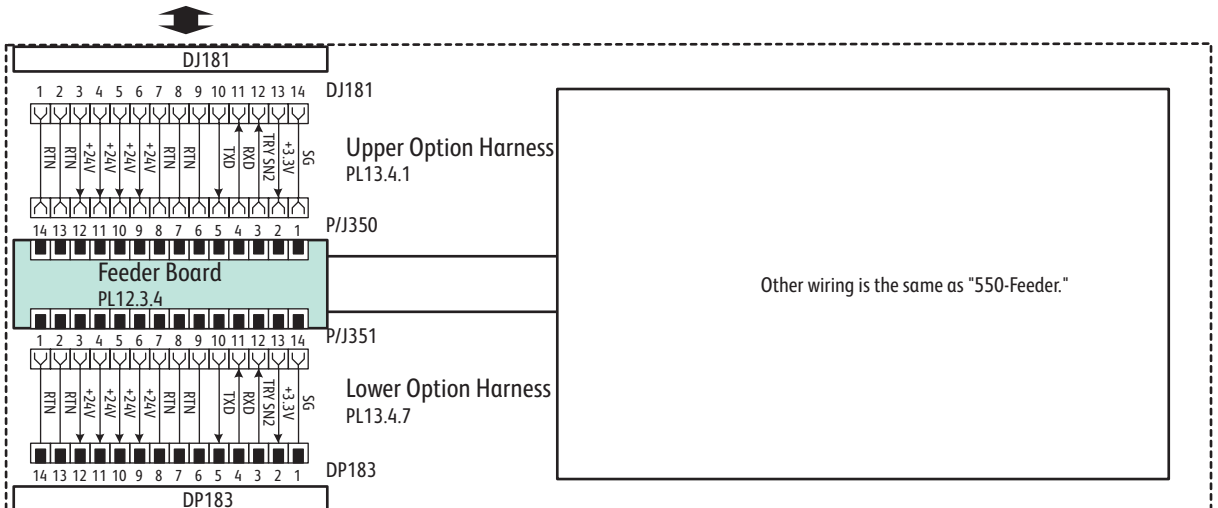 DJ181
1 2 3 4 5 6 7 8 9 10 11 12 13 14 DJ181
RTN RTN +24V +24V +24V +24V RTN RTN TXD RXD TRY SN2 +3.3V SG
Upper Option Harness
PL13.4.1
14 13 12 11 10 9 8 7 6 5 4 3 2 1 P/J350
Feeder Board
PL12.3.4
Other wiring is the same as "550-Feeder."
1 2 3 4 5 6 7 8 9 10 11 12 13 14 P/J351
RTN RTN +24V +24V +24V +24V RTN RTN TXD RXD TRY SN2 +3.3V SG
Lower Option Harness
PL13.4.7
14 13 12 11 10 9 8 7 6 5 4 3 2 1 DP183
DP183